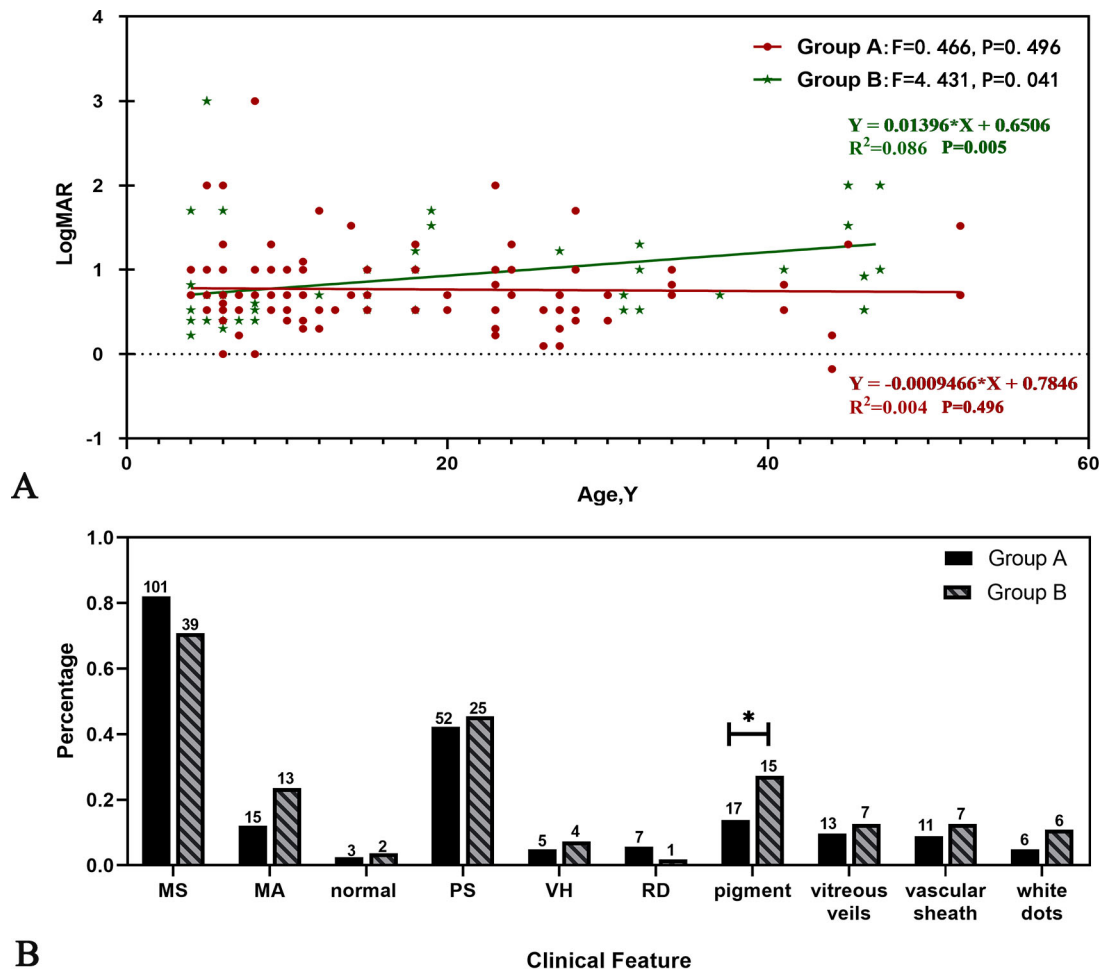 4
3
2
1
0
-1
LogMAR
Group A:F=0.466,P=0.496
Group B:F=4.431,P=0.041
Y = 0.01396*X + 0.6506
R²=0.086 P=0.005
Y = -0.0009466*X + 0.7846
R²=0.004 P=0.496
0 20 40 60
Age,Y
A
1.0
0.8
0.6
0.4
0.2
0.0
Percentage
Group A
Group B
101 39 15 13 3 2 52 25 5 4 7 1 17 15 13 7 11 7 6 6
*
MS MA normal PS VH RD pigment vitreous vascular white
veils sheath dots
Clinical Feature
B